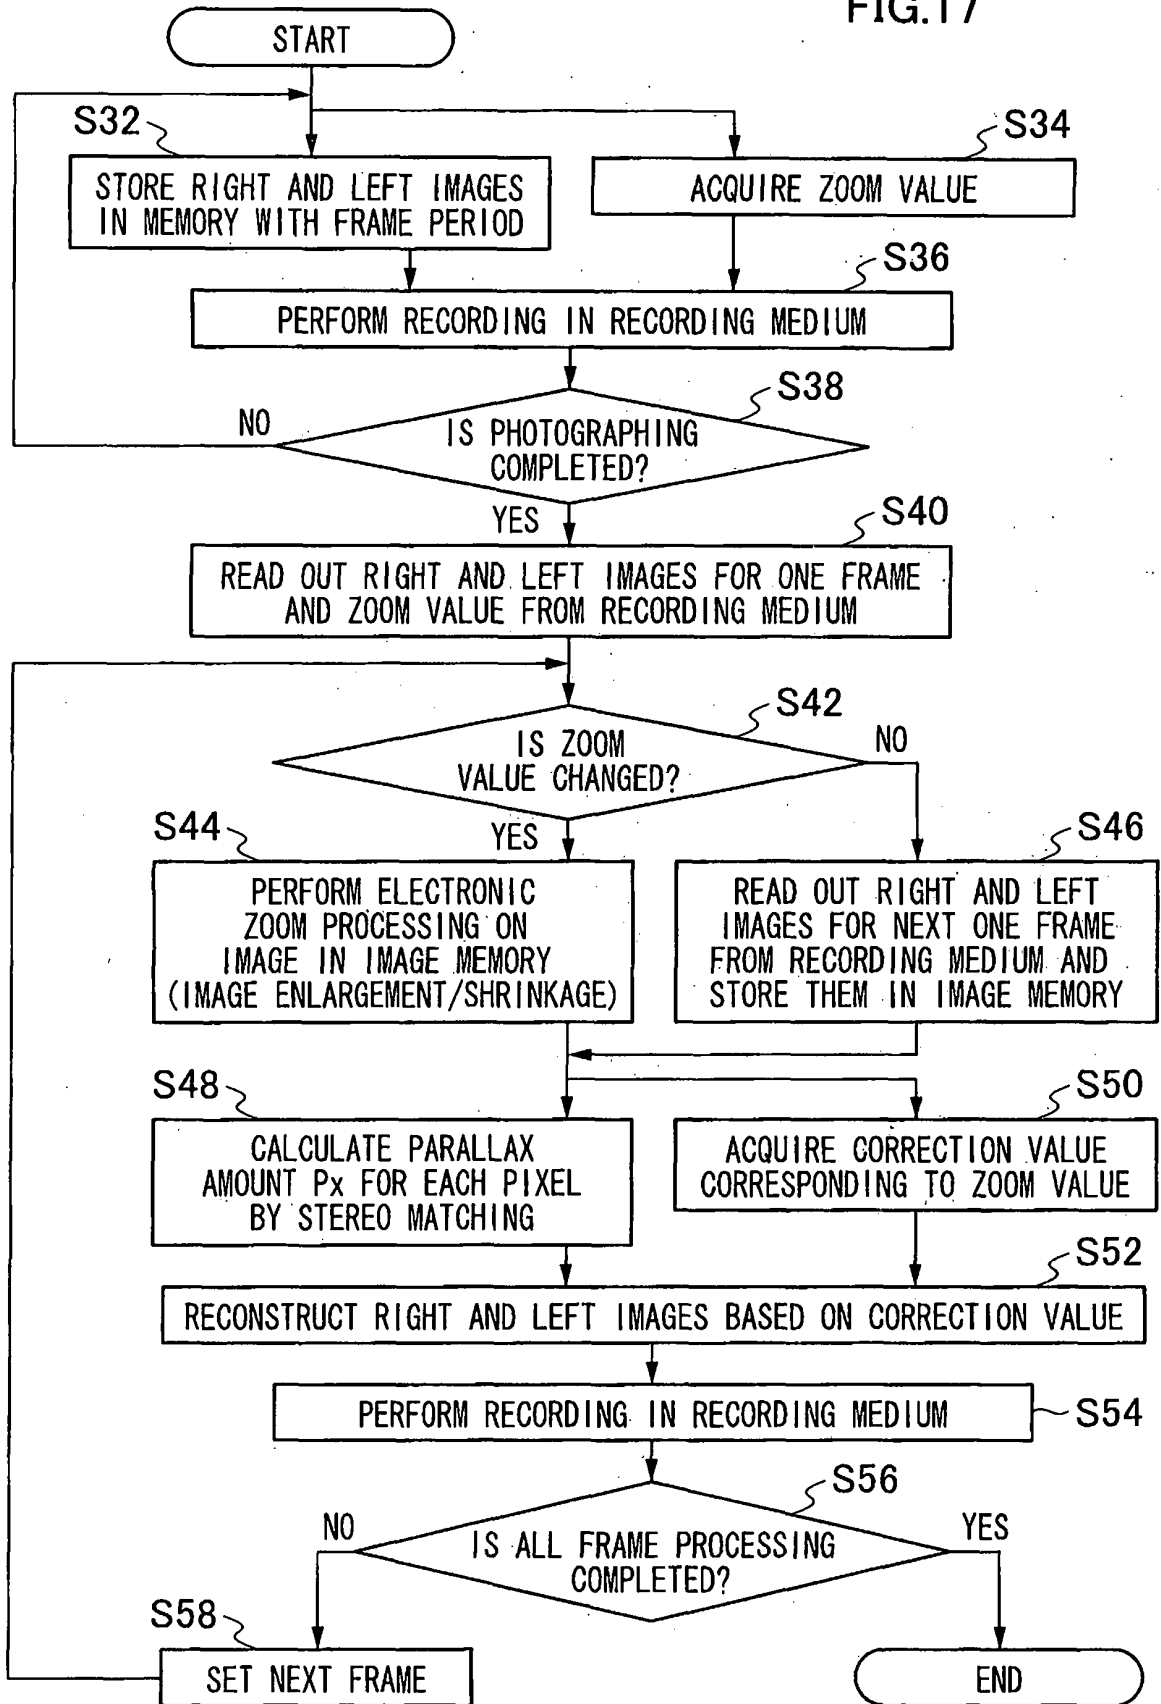 FIG.17
START
S32
S34
STORE RIGHT AND LEFT IMAGES
IN MEMORY WITH FRAME PERIOD
ACQUIRE ZOOM VALUE
S36
PERFORM RECORDING IN RECORDING MEDIUM
S38
NO
IS PHOTOGRAPHING
COMPLETED?
YES
S40
READ OUT RIGHT AND LEFT IMAGES FOR ONE FRAME
AND ZOOM VALUE FROM RECORDING MEDIUM
S42
IS ZOOM
VALUE CHANGED?
NO
YES
S44
S46
PERFORM ELECTRONIC
ZOOM PROCESSING ON
IMAGE IN IMAGE MEMORY
(IMAGE ENLARGEMENT/SHRINKAGE)
READ OUT RIGHT AND LEFT
IMAGES FOR NEXT ONE FRAME
FROM RECORDING MEDIUM AND
STORE THEM IN IMAGE MEMORY
S48
S50
CALCULATE PARALLAX
AMOUNT Px FOR EACH PIXEL
BY STEREO MATCHING
ACQUIRE CORRECTION VALUE
CORRESPONDING TO ZOOM VALUE
S52
RECONSTRUCT RIGHT AND LEFT IMAGES BASED ON CORRECTION VALUE
PERFORM RECORDING IN RECORDING MEDIUM
S54
S56
NO
IS ALL FRAME PROCESSING
COMPLETED?
YES
S58
SET NEXT FRAME
END